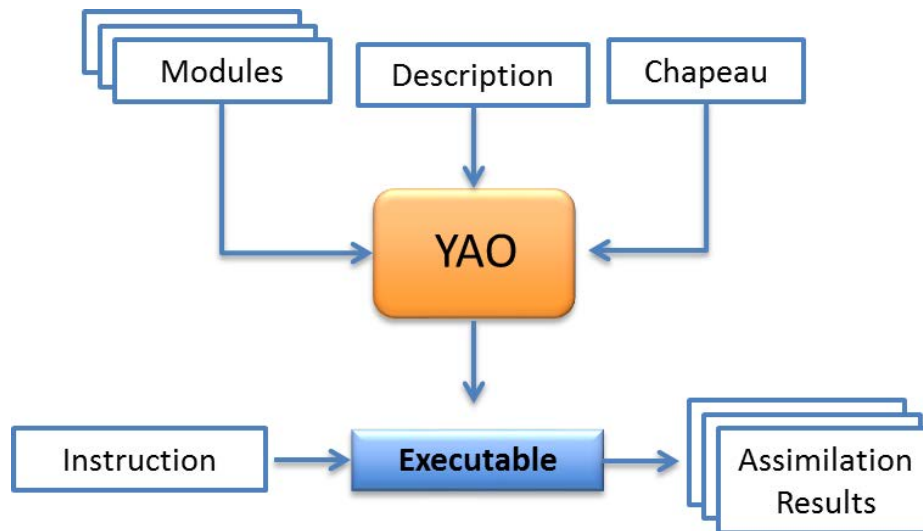 Modules
Description
Chapeau
YAO
Instruction
Executable
Assimilation
Results